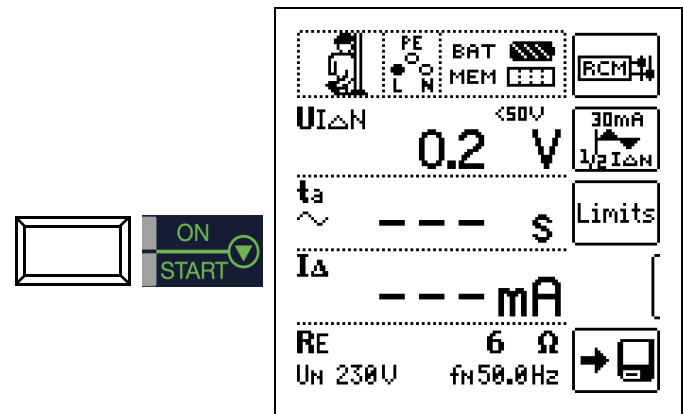 ON
START
PE
L N
BAT
MEM
RCM
UI△N <50V
0.2 V
30mA
1/2I△N
ta
~ – – – s
Limits
I△
– – – mA
RE 6 Ω
UN 230V fN50.0Hz